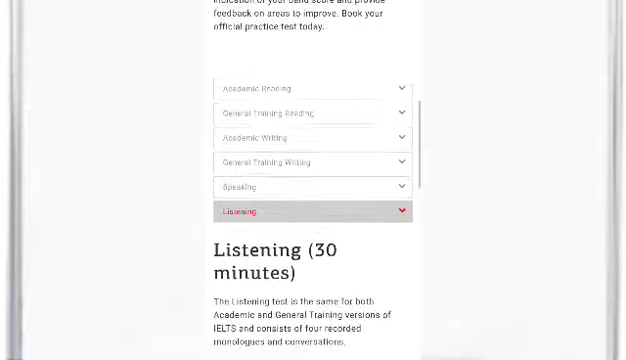 indication of your band score and provide
feedback on areas to improve. Book your
official practice test today.
Academic Reading
General Training Reading
Academic Writing
General Training Writing
Speaking
Listening
Listening (30
minutes)
The Listening test is the same for both
Academic and General Training versions of
IELTS and consists of four recorded
monologues and conversations.